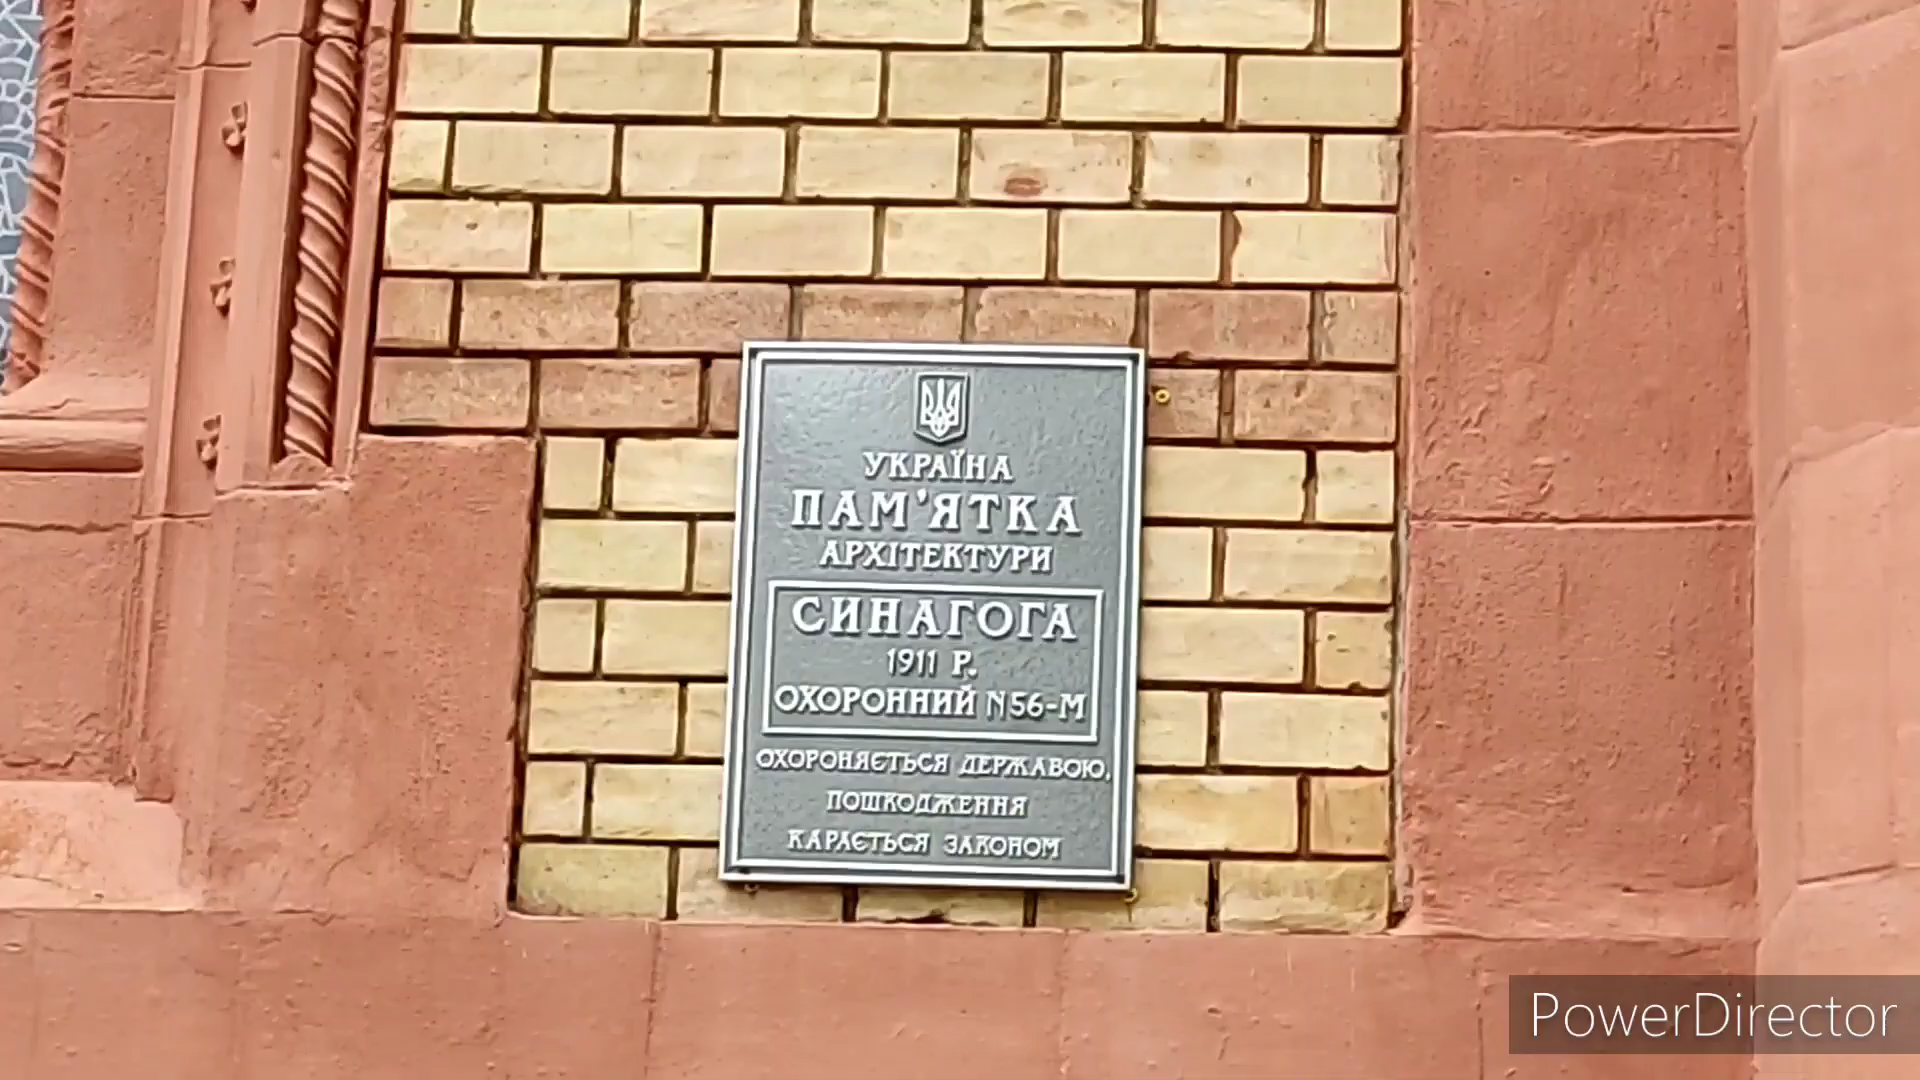 УКРАЇНА
ПАМ'ЯТКА
АРХІТЕКТУРИ
СИНАГОГА
1911 Р.
ОХОРОННИЙ N56-М
ОХОРОНЯЄТЬСЯ ДЕРЖАВОЮ,
ПОШКОДЖЕННЯ
КАРАЄТЬСЯ ЗАКОНОМ
PowerDirector